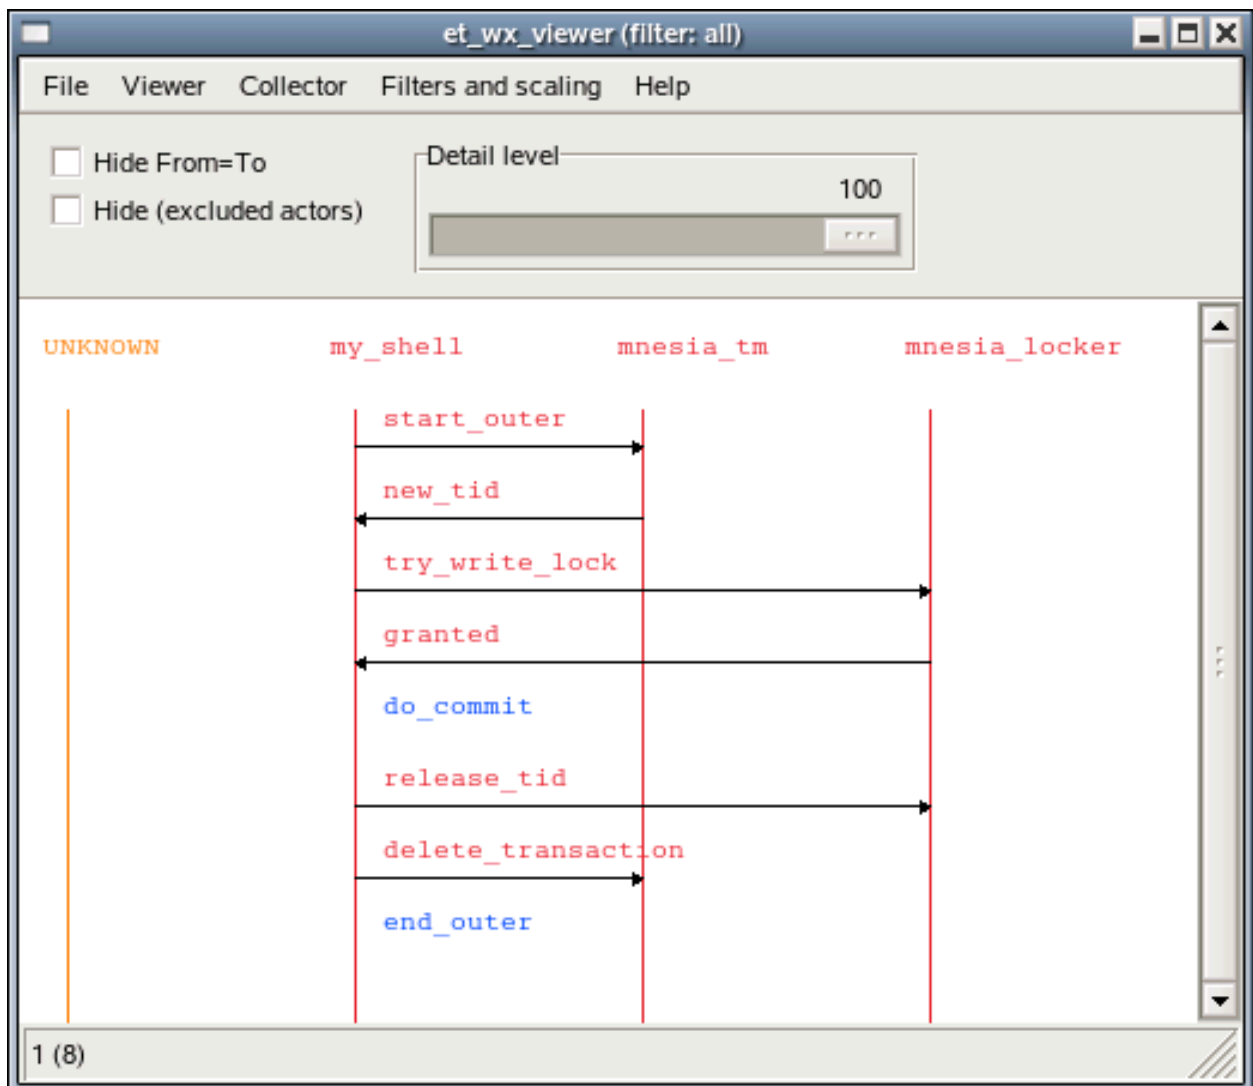 et_wx_viewer (filter: all)
File Viewer Collector Filters and scaling Help
Hide From=To
Detail level
100
Hide (excluded actors)
UNKNOWN my_shell mnesia_tm mnesia_locker
start_outer
new_tid
try_write_lock
granted
do_commit
release_tid
delete_transaction
end_outer
1 (8)